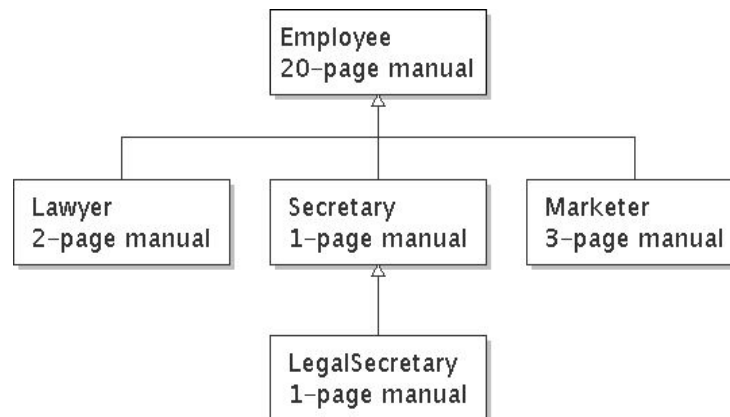 Employee
20-page manual
Lawyer
2-page manual
Secretary
1-page manual
Marketer
3-page manual
LegalSecretary
1-page manual